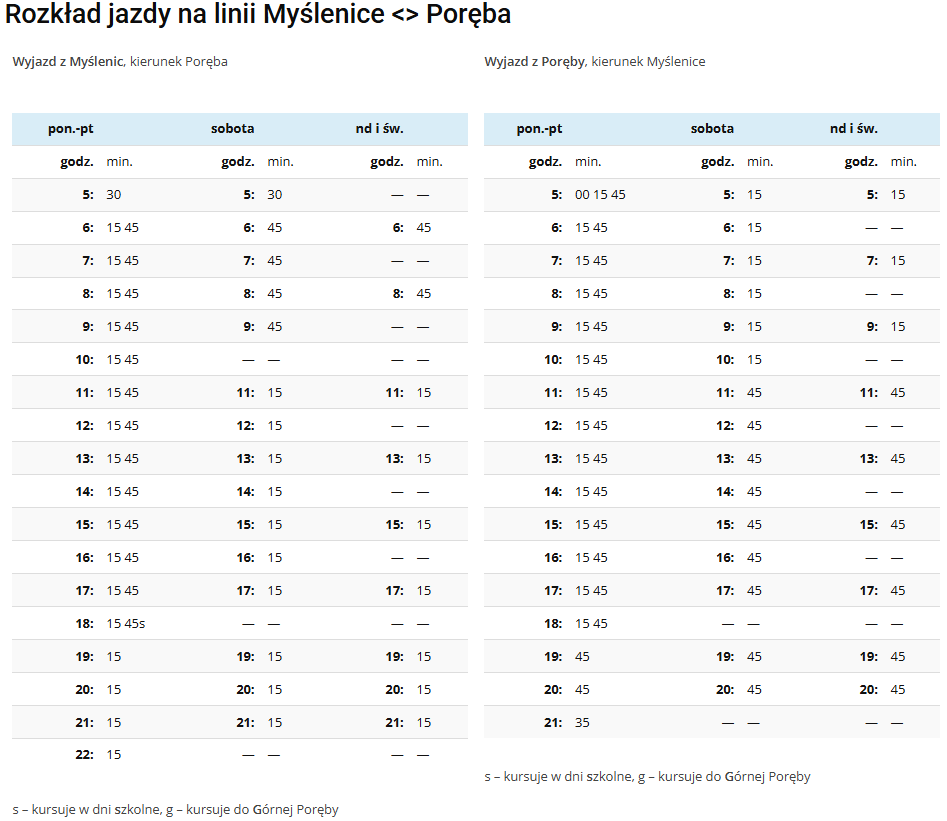 Rozkład jazdy na linii Myślenice <> Poręba
Wyjazd z Myślenic, kierunek Poręba
pon.-pt sobota nd i św.
godz. min. godz. min. godz. min.
5: 30 5: 30 — —
6: 15 45 6: 45 6: 45
7: 15 45 7: 45 — —
8: 15 45 8: 45 8: 45
9: 15 45 9: 45 — —
10: 15 45 — — — —
11: 15 45 11: 15 11: 15
12: 15 45 12: 15 — —
13: 15 45 13: 15 13: 15
14: 15 45 14: 15 — —
15: 15 45 15: 15 15: 15
16: 15 45 16: 15 — —
17: 15 45 17: 15 17: 15
18: 15 45s — — — —
19: 15 19: 15 19: 15
20: 15 20: 15 20: 15
21: 15 21: 15 21: 15
22: 15 — — — —
s – kursuje w dni szkolne, g – kursuje do Górnej Poręby
Wyjazd z Poręby, kierunek Myślenice
pon.-pt sobota nd i św.
godz. min. godz. min. godz. min.
5: 00 15 45 5: 15 5: 15
6: 15 45 6: 15 — —
7: 15 45 7: 15 7: 15
8: 15 45 8: 15 — —
9: 15 45 9: 15 9: 15
10: 15 45 10: 15 — —
11: 15 45 11: 45 11: 45
12: 15 45 12: 45 — —
13: 15 45 13: 45 13: 45
14: 15 45 14: 45 — —
15: 15 45 15: 45 15: 45
16: 15 45 16: 45 — —
17: 15 45 17: 45 17: 45
18: 15 45 — — — —
19: 45 19: 45 19: 45
20: 45 20: 45 20: 45
21: 35 — — — —
s – kursuje w dni szkolne, g – kursuje do Górnej Poręby